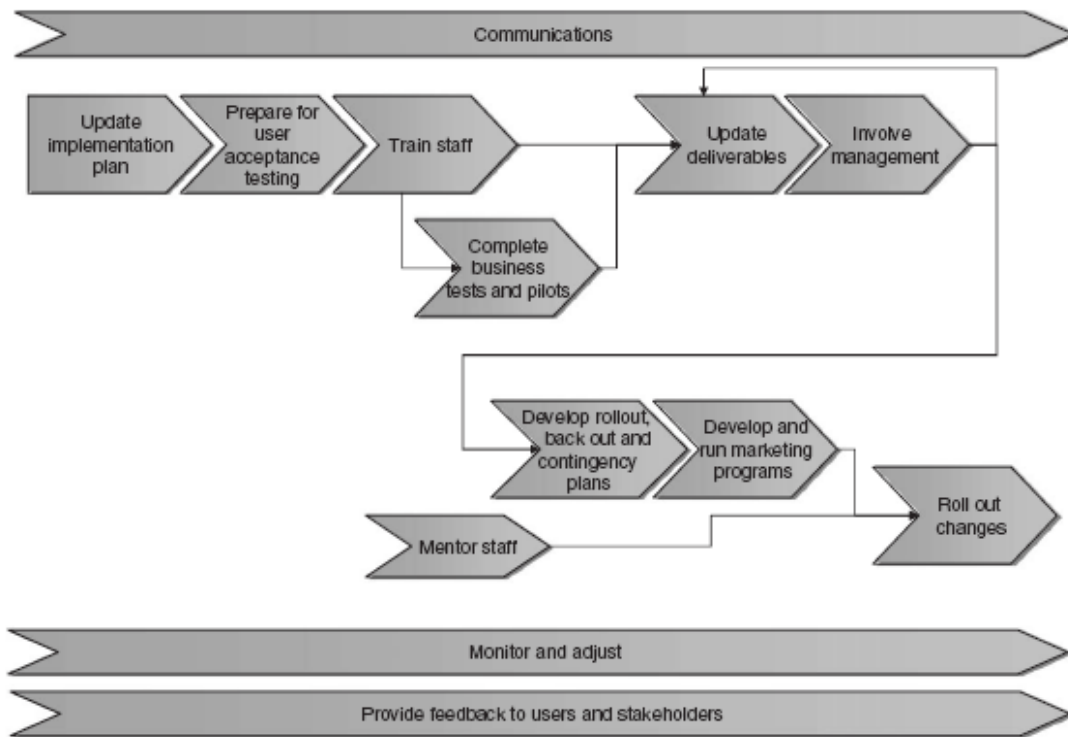 Communications
Update
implementation
plan
Prepare for
user
acceptance
testing
Train staff
Update
deliverables
Involve
management
Complete
business
tests and pilots
Develop rollout,
back out and
contingency
plans
Develop and
run marketing
programs
Roll out
changes
Mentor staff
Monitor and adjust
Provide feedback to users and stakeholders